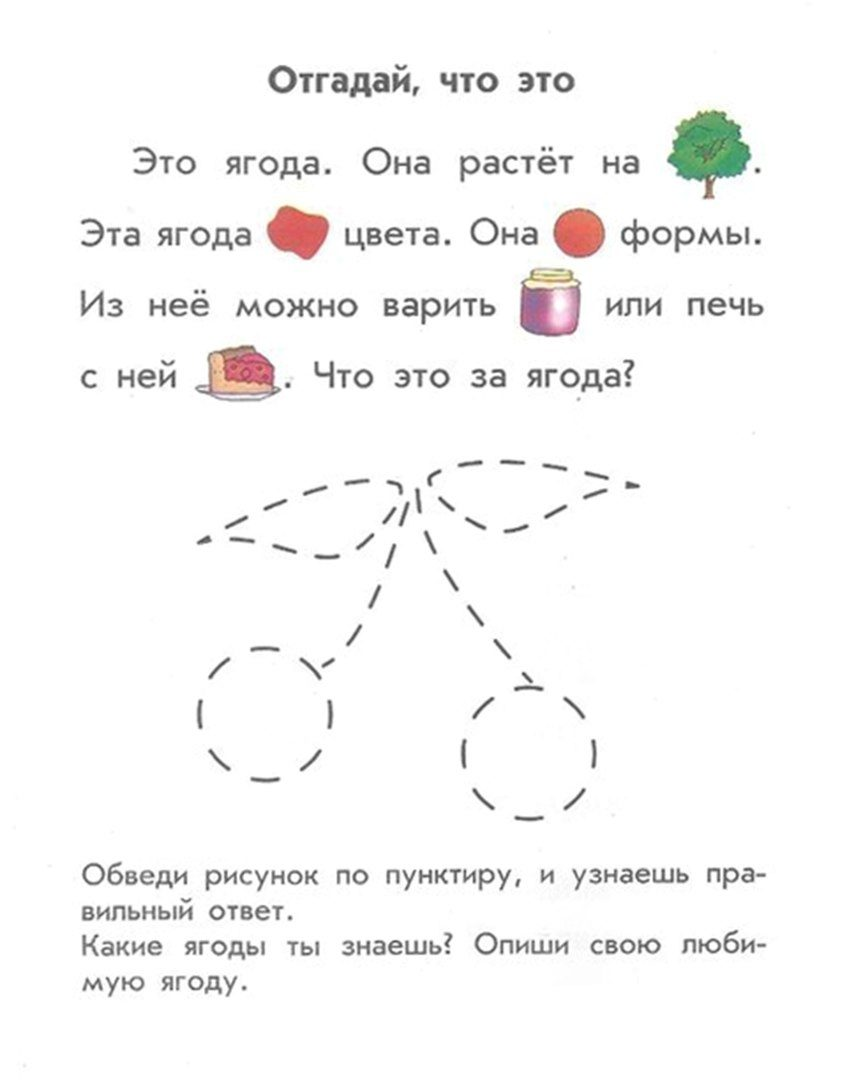 Отгадай, что это
Это ягода. Она растёт на .
Эта ягода цвета. Она формы.
Из неё можно варить или печь
с ней . Что это за ягода?
Обведи рисунок по пунктиру, и узнаешь пра-
вильный ответ.
Какие ягоды ты знаешь? Опиши свою люби-
мую ягоду.